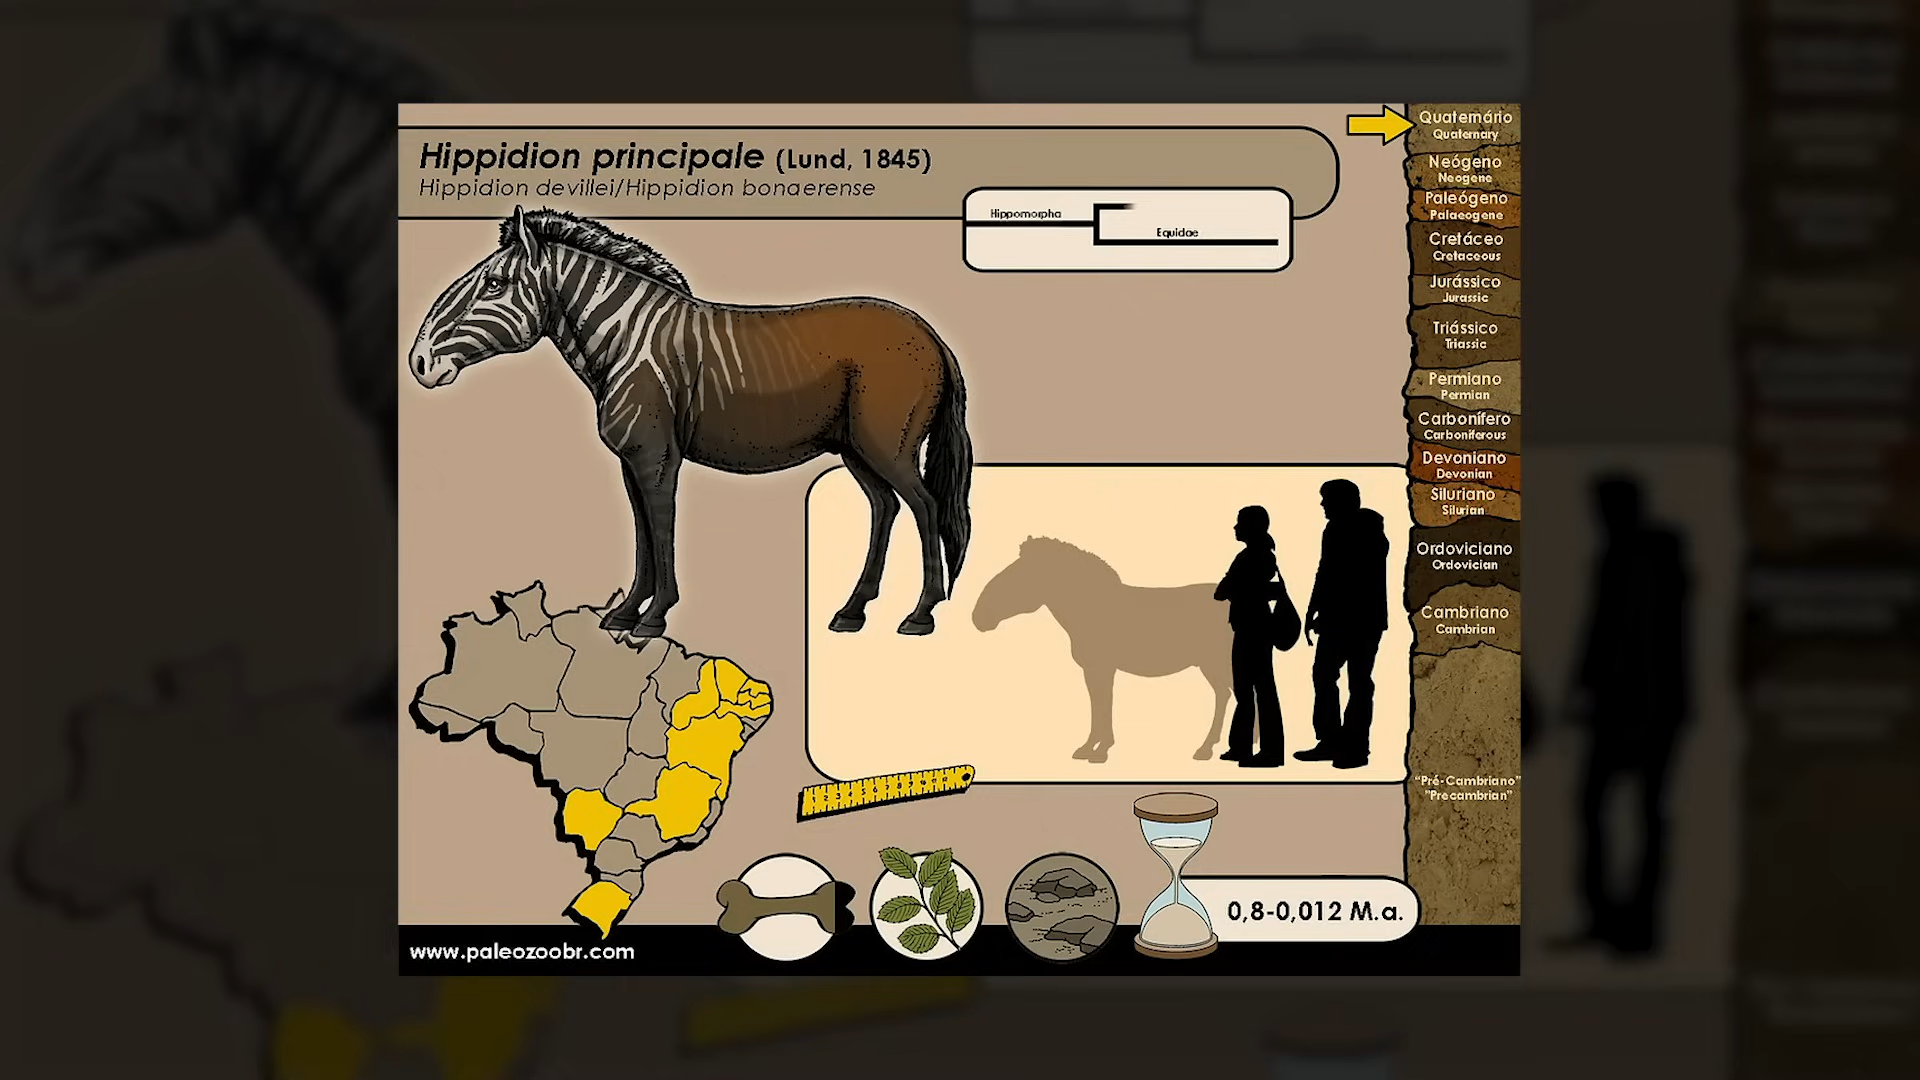 Hippidion principale (Lund, 1845)
Hippidion devillei/Hippidion bonaerense
Hippomorpha
Equidae
Quaternário
Quaternary
Neógeno
Neogene
Paleógeno
Palaeogene
Cretáceo
Cretaceous
Jurássico
Jurassic
Triássico
Triassic
Permiano
Permian
Carbonífero
Carboniferous
Devoniano
Devonian
Siluriano
Silurian
Ordoviciano
Ordovician
Cambriano
Cambrian
"Pré-Cambriano"
"Precambrian"
0,8-0,012 M.a.
www.paleozoobr.com